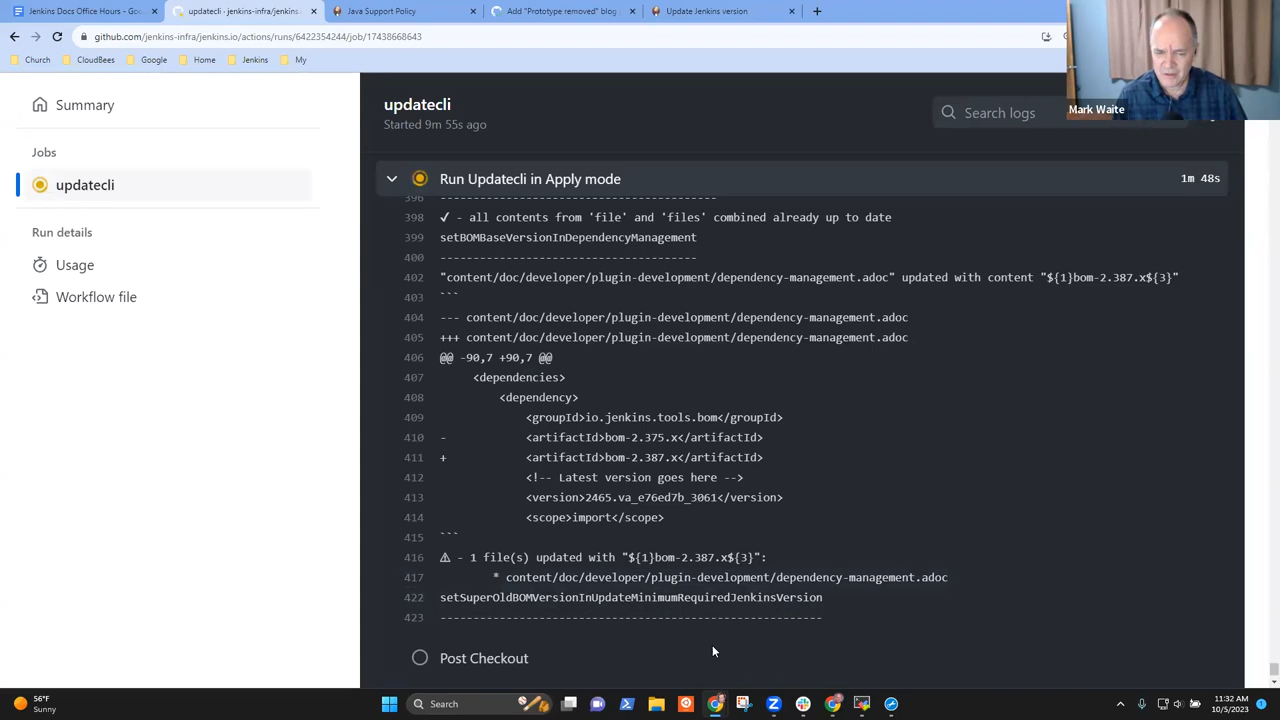 Jenkins Docs Office Hours - Goo
updatecli · jenkins-infra/jenkins
Java Support Policy
Add "Prototype removed" blog
Update Jenkins version
github.com/jenkins-infra/jenkins.io/actions/runs/6422354244/job/17438668643
Church CloudBees Google Home Jenkins My
Mark Waite
Summary
Jobs
updatecli
Run details
Usage
Workflow file
updatecli
Started 9m 55s ago
Search logs
Run Updatecli in Apply mode 1m 48s
396 -----------------------------------------
398 ✓ - all contents from 'file' and 'files' combined already up to date
399 setBOMBaseVersionInDependencyManagement
400 ---------------------------------------
402 "content/doc/developer/plugin-development/dependency-management.adoc" updated with content "${1}bom-2.387.x${3}"
403 ```
404 --- content/doc/developer/plugin-development/dependency-management.adoc
405 +++ content/doc/developer/plugin-development/dependency-management.adoc
406 @@ -90,7 +90,7 @@
407 <dependencies>
408 <dependency>
409 <groupId>io.jenkins.tools.bom</groupId>
410 - <artifactId>bom-2.375.x</artifactId>
411 + <artifactId>bom-2.387.x</artifactId>
412 <!-- Latest version goes here -->
413 <version>2465.va_e76ed7b_3061</version>
414 <scope>import</scope>
415 ```
416 ⚠ - 1 file(s) updated with "${1}bom-2.387.x${3}":
417 * content/doc/developer/plugin-development/dependency-management.adoc
422 setSuperOldBOMVersionInUpdateMinimumRequiredJenkinsVersion
423 ----------------------------------------------------------
Post Checkout
56°F
Sunny
Search
11:32 AM
10/5/2023